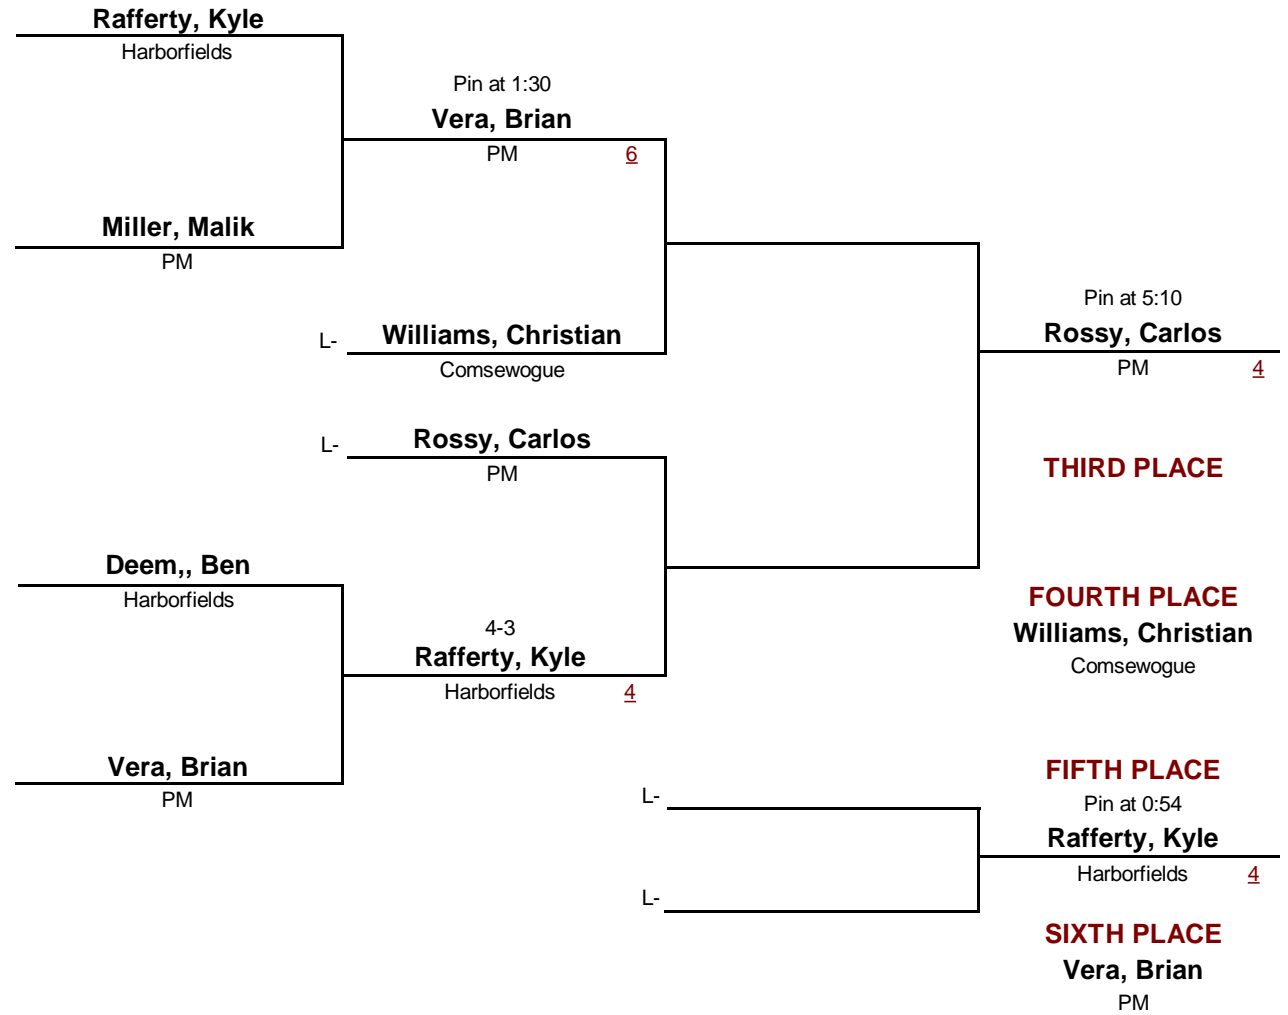 Rafferty, Kyle
Harborfields
Pin at 1:30
Vera, Brian
PM 6
Miller, Malik
PM
Pin at 5:10
L- Williams, Christian
Rossy, Carlos
Comsewogue
PM 4
L- Rossy, Carlos
PM
THIRD PLACE
Deem,, Ben
Harborfields
FOURTH PLACE
4-3
Williams, Christian
Rafferty, Kyle
Comsewogue
Harborfields 4
Vera, Brian
PM
FIFTH PLACE
L-
Pin at 0:54
Rafferty, Kyle
Harborfields 4
L-
SIXTH PLACE
Vera, Brian
PM